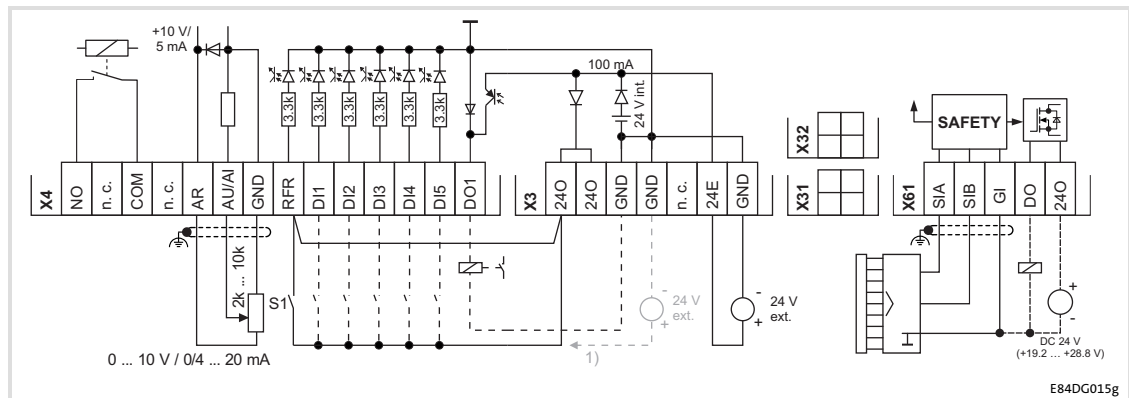 +10 V/
5 mA
100 mA
3.3k
3.3k
3.3k
3.3k
3.3k
3.3k
24 V int.
SAFETY
X32
X31
X4
NO
n. c.
COM
n. c.
AR
AU/AI
GND
RFR
DI1
DI2
DI3
DI4
DI5
DO1
X3
24O
24O
GND
GND
n. c.
24E
GND
X61
SIA
SIB
GI
DO
24O
2k ... 10k
S1
-
24 V
ext.
+
1)
-
24 V
ext.
+
+
-
DC 24 V
(+19.2 ... +28.8 V)
0 ... 10 V / 0/4 ... 20 mA
E84DG015g